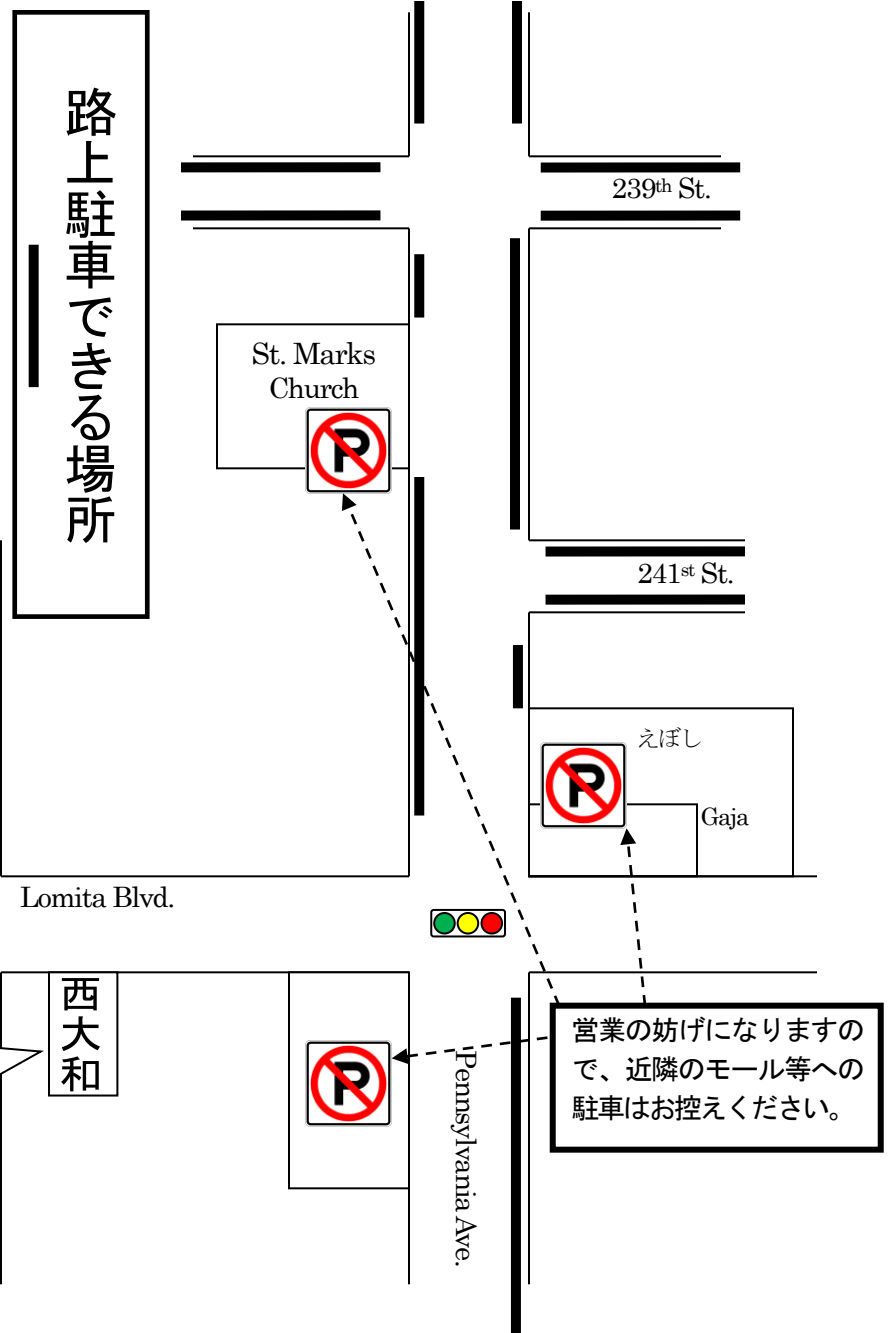 路上駐車できる場所
239th St.
St. Marks
Church
P
241st St.
えぼし
P
Gaja
Lomita Blvd.
西大和
P
Pennsylvania Ave.
営業の妨げになりますの
で、近隣のモール等への
駐車はお控えください。